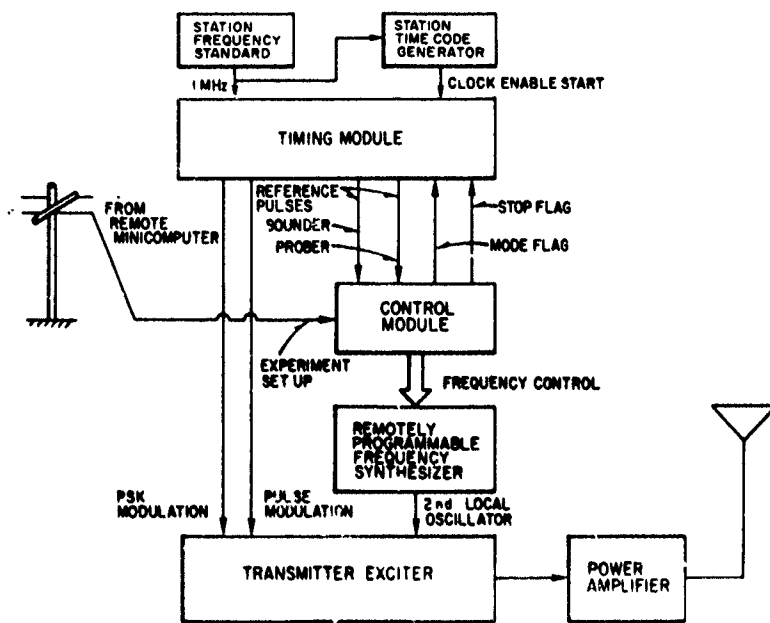 STATION
FREQUENCY
STANDARD
STATION
TIME CODE
GENERATOR
1 MHz
CLOCK ENABLE START
TIMING MODULE
FROM
REMOTE
MINICOMPUTER
REFERENCE
PULSES
SOUNDER
PROBER
STOP FLAG
MODE FLAG
CONTROL
MODULE
EXPERIMENT
SET UP
FREQUENCY CONTROL
REMOTELY
PROGRAMMABLE
FREQUENCY
SYNTHESIZER
PSK
MODULATION
PULSE
MODULATION
2nd LOCAL
OSCILLATOR
TRANSMITTER EXCITER
POWER
AMPLIFIER